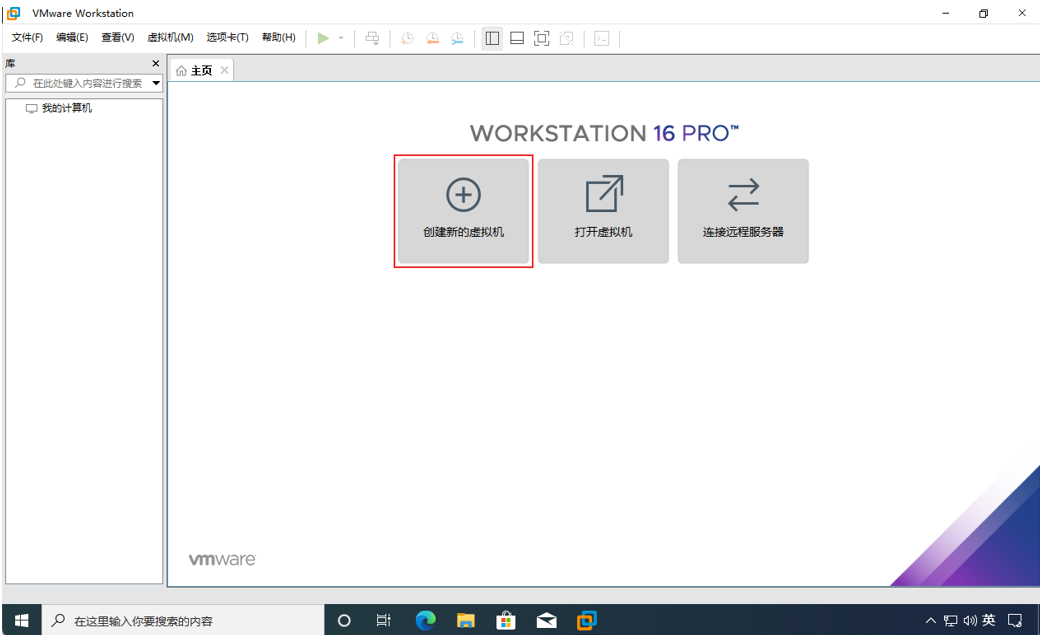 VMware Workstation
文件(F) 编辑(E) 查看(V) 虚拟机(M) 选项卡(T) 帮助(H)
库
主页
在此处键入内容进行搜索
我的计算机
WORKSTATION 16 PRO™
创建新的虚拟机 打开虚拟机 连接远程服务器
vmware
在这里输入你要搜索的内容
英